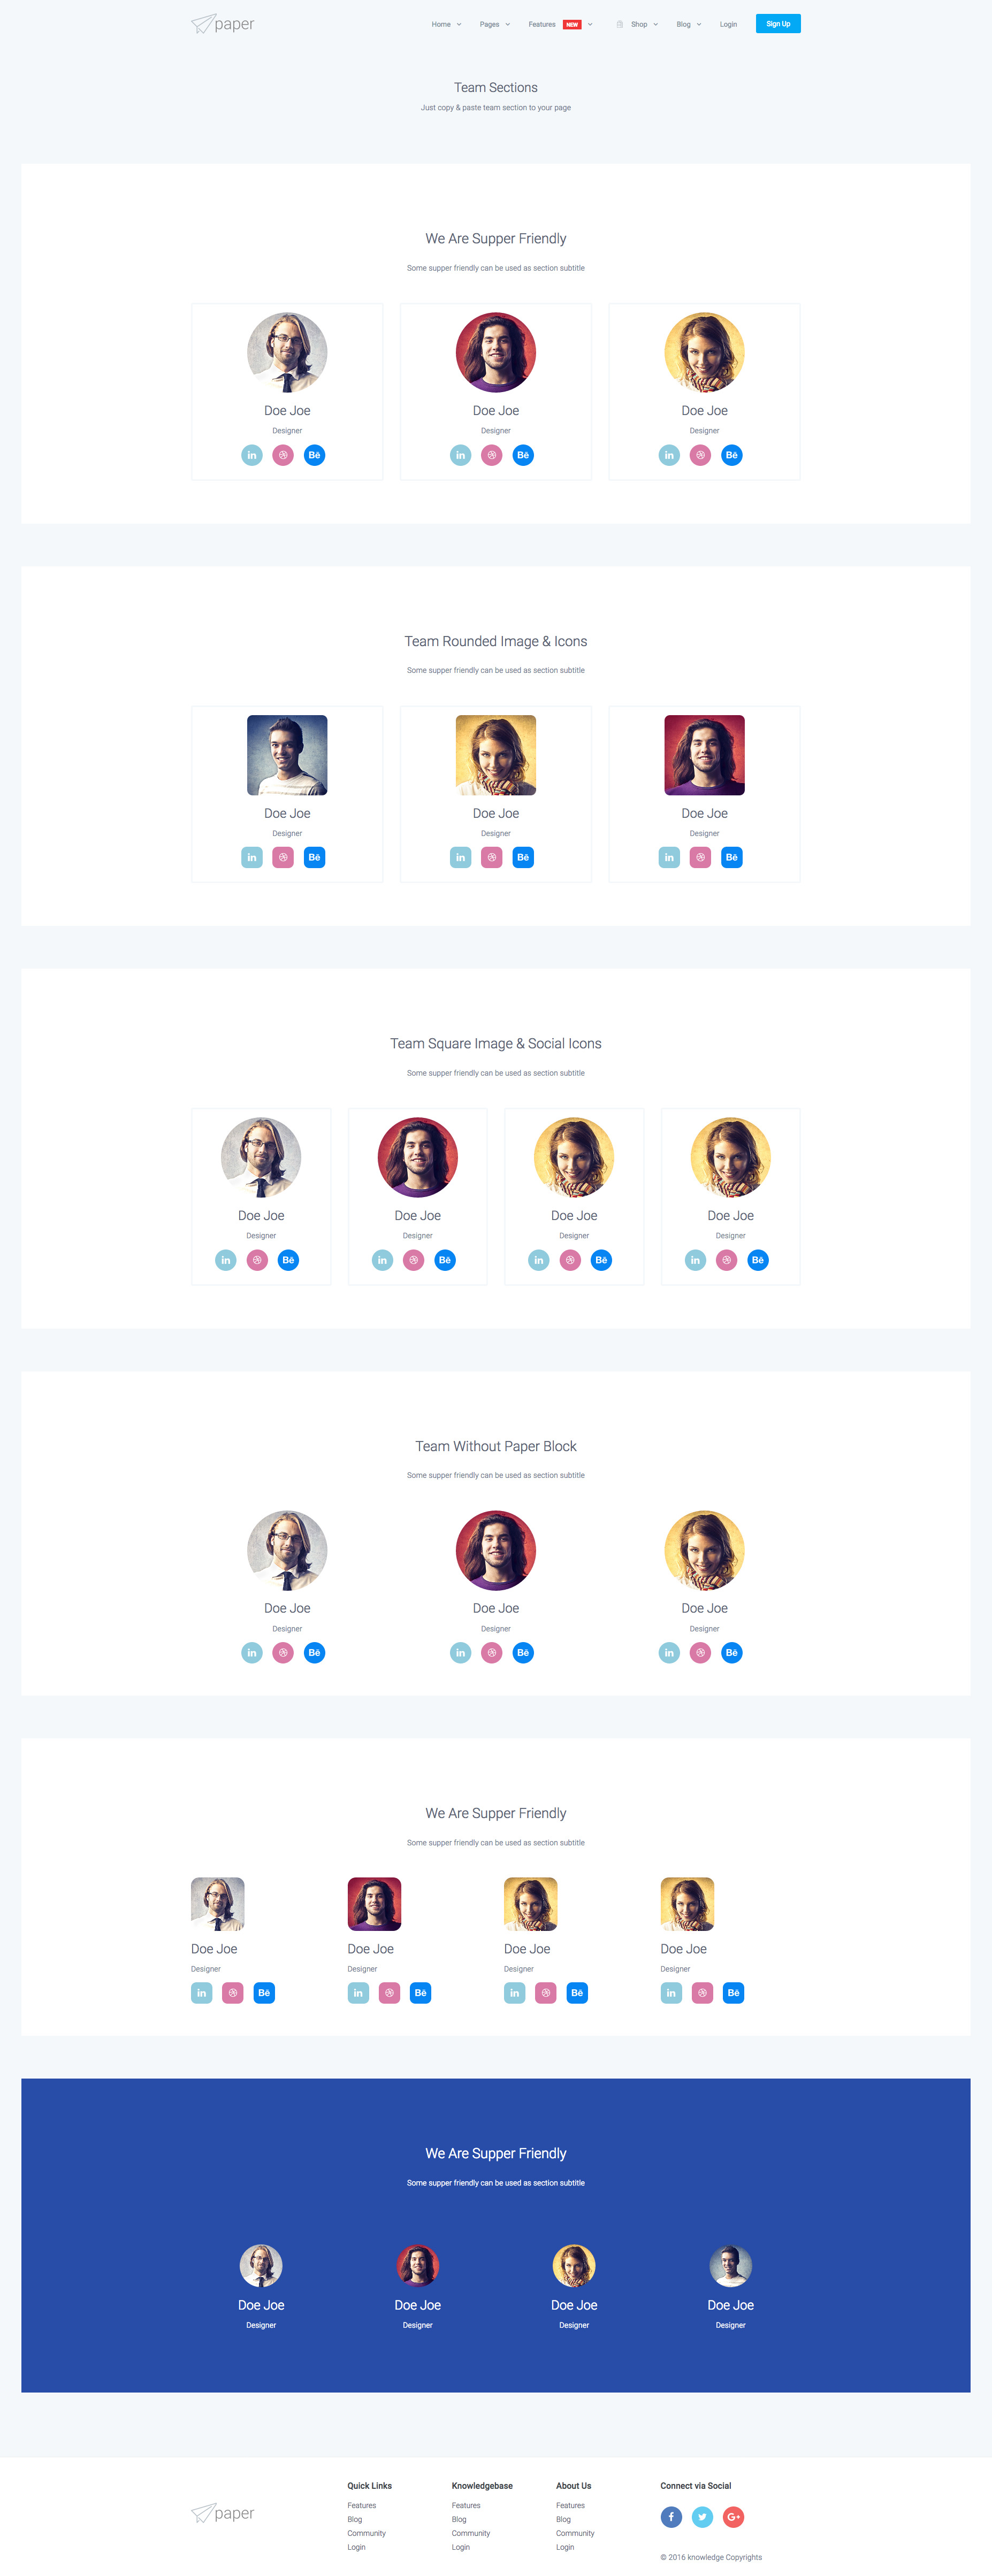 paper
Home Pages Features NEW Shop Blog Login Sign Up
Team Sections
Just copy & paste team section to your page
We Are Supper Friendly
Some supper friendly can be used as section subtitle
Doe Joe Doe Joe Doe Joe
Designer Designer Designer
in Bē in Bē in Bē
Team Rounded Image & Icons
Some supper friendly can be used as section subtitle
Doe Joe Doe Joe Doe Joe
Designer Designer Designer
in Bē in Bē in Bē
Team Square Image & Social Icons
Some supper friendly can be used as section subtitle
Doe Joe Doe Joe Doe Joe Doe Joe
Designer Designer Designer Designer
in Bē in Bē in Bē in Bē
Team Without Paper Block
Some supper friendly can be used as section subtitle
Doe Joe Doe Joe Doe Joe
Designer Designer Designer
in Bē in Bē in Bē
We Are Supper Friendly
Some supper friendly can be used as section subtitle
Doe Joe Doe Joe Doe Joe Doe Joe
Designer Designer Designer Designer
in Bē in Bē in Bē in Bē
We Are Supper Friendly
Some supper friendly can be used as section subtitle
Doe Joe Doe Joe Doe Joe Doe Joe
Designer Designer Designer Designer
paper
Quick Links
Features
Blog
Community
Login
Knowledgebase
Features
Blog
Community
Login
About Us
Features
Blog
Community
Login
Connect via Social
f G+
© 2016 knowledge Copyrights